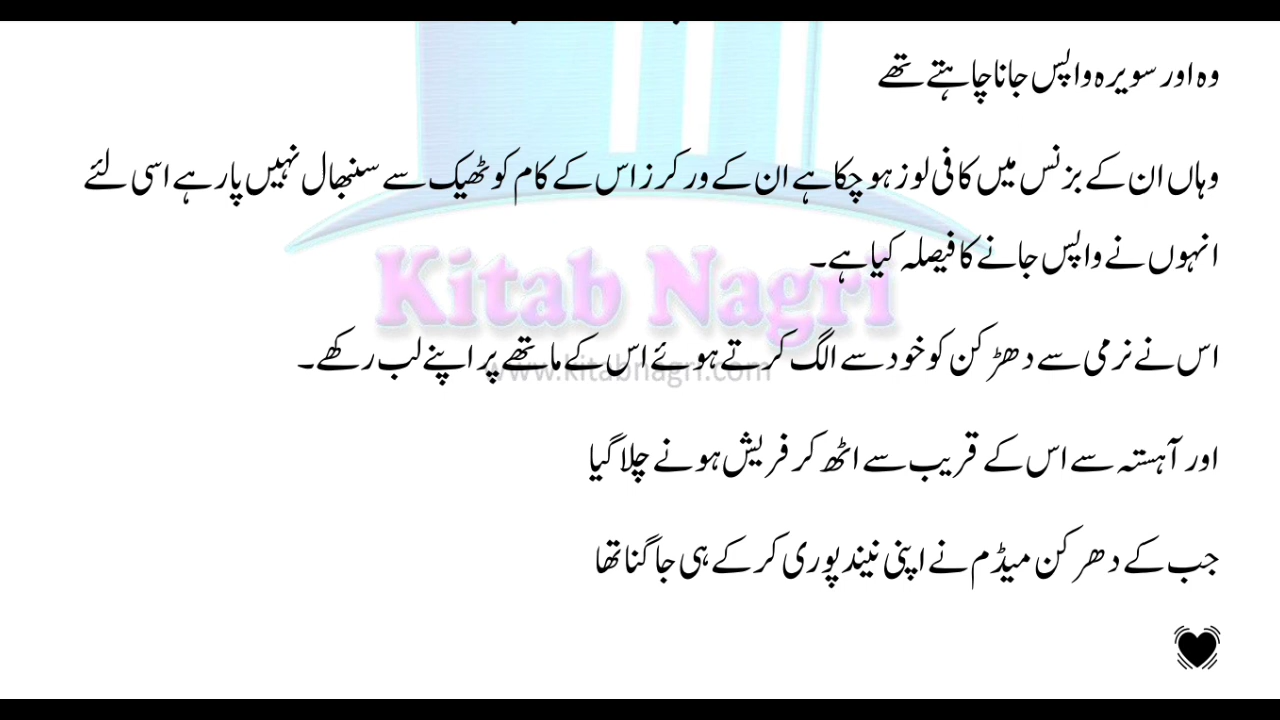 وہ اور سویرہ واپس جانا چاہتے تھے
وہاں ان کے بزنس میں کافی لوز ہو چکا ہے ان کے ورکرز اس کے کام کو ٹھیک سے سنبھال نہیں پا رہے اسی لئے
انہوں نے واپس جانے کا فیصلہ کیا ہے۔
Kitab Nagri
اس نے نرمی سے دھڑکن کو خود سے الگ کرتے ہوئے اس کے ماتھے پر اپنے لب رکھے۔
www.kitabnagri.com
اور آہستہ سے اس کے قریب سے اٹھ کر فریش ہونے چلا گیا
جب کے دھرکن میڈم نے اپنی نیند پوری کر کے ہی جاگنا تھا